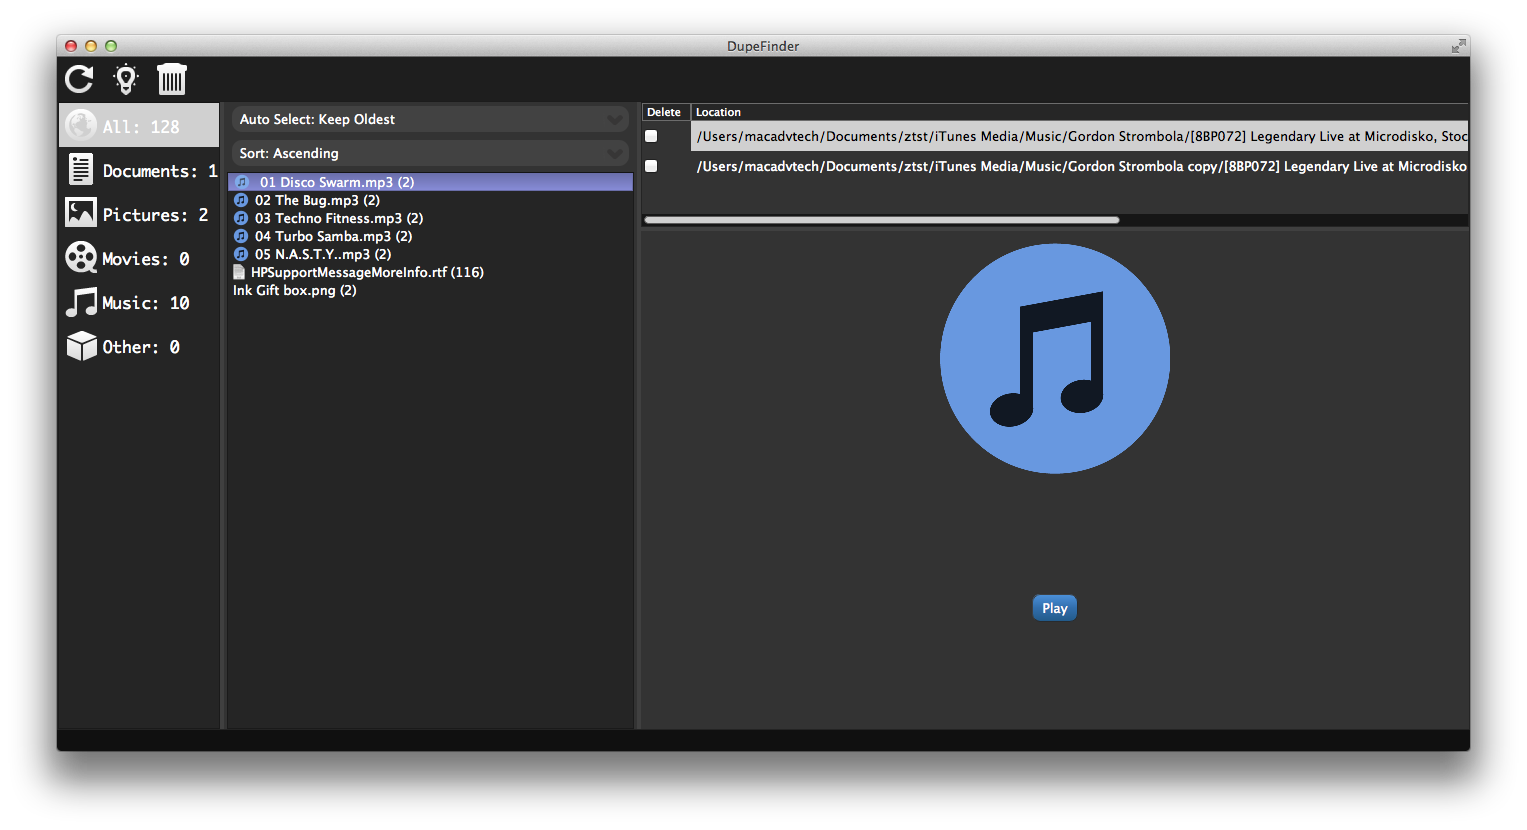 DupeFinder
All: 128
Documents: 1
Pictures: 2
Movies: 0
Music: 10
Other: 0
Auto Select: Keep Oldest
Sort: Ascending
01 Disco Swarm.mp3 (2)
02 The Bug.mp3 (2)
03 Techno Fitness.mp3 (2)
04 Turbo Samba.mp3 (2)
05 N.A.S.T.Y..mp3 (2)
HPSupportMessageMoreInfo.rtf (116)
Ink Gift box.png (2)
Delete Location
/Users/macadvtech/Documents/ztst/iTunes Media/Music/Gordon Strombola/[8BP072] Legendary Live at Microdisko, Stoc
/Users/macadvtech/Documents/ztst/iTunes Media/Music/Gordon Strombola copy/[8BP072] Legendary Live at Microdisko
Play